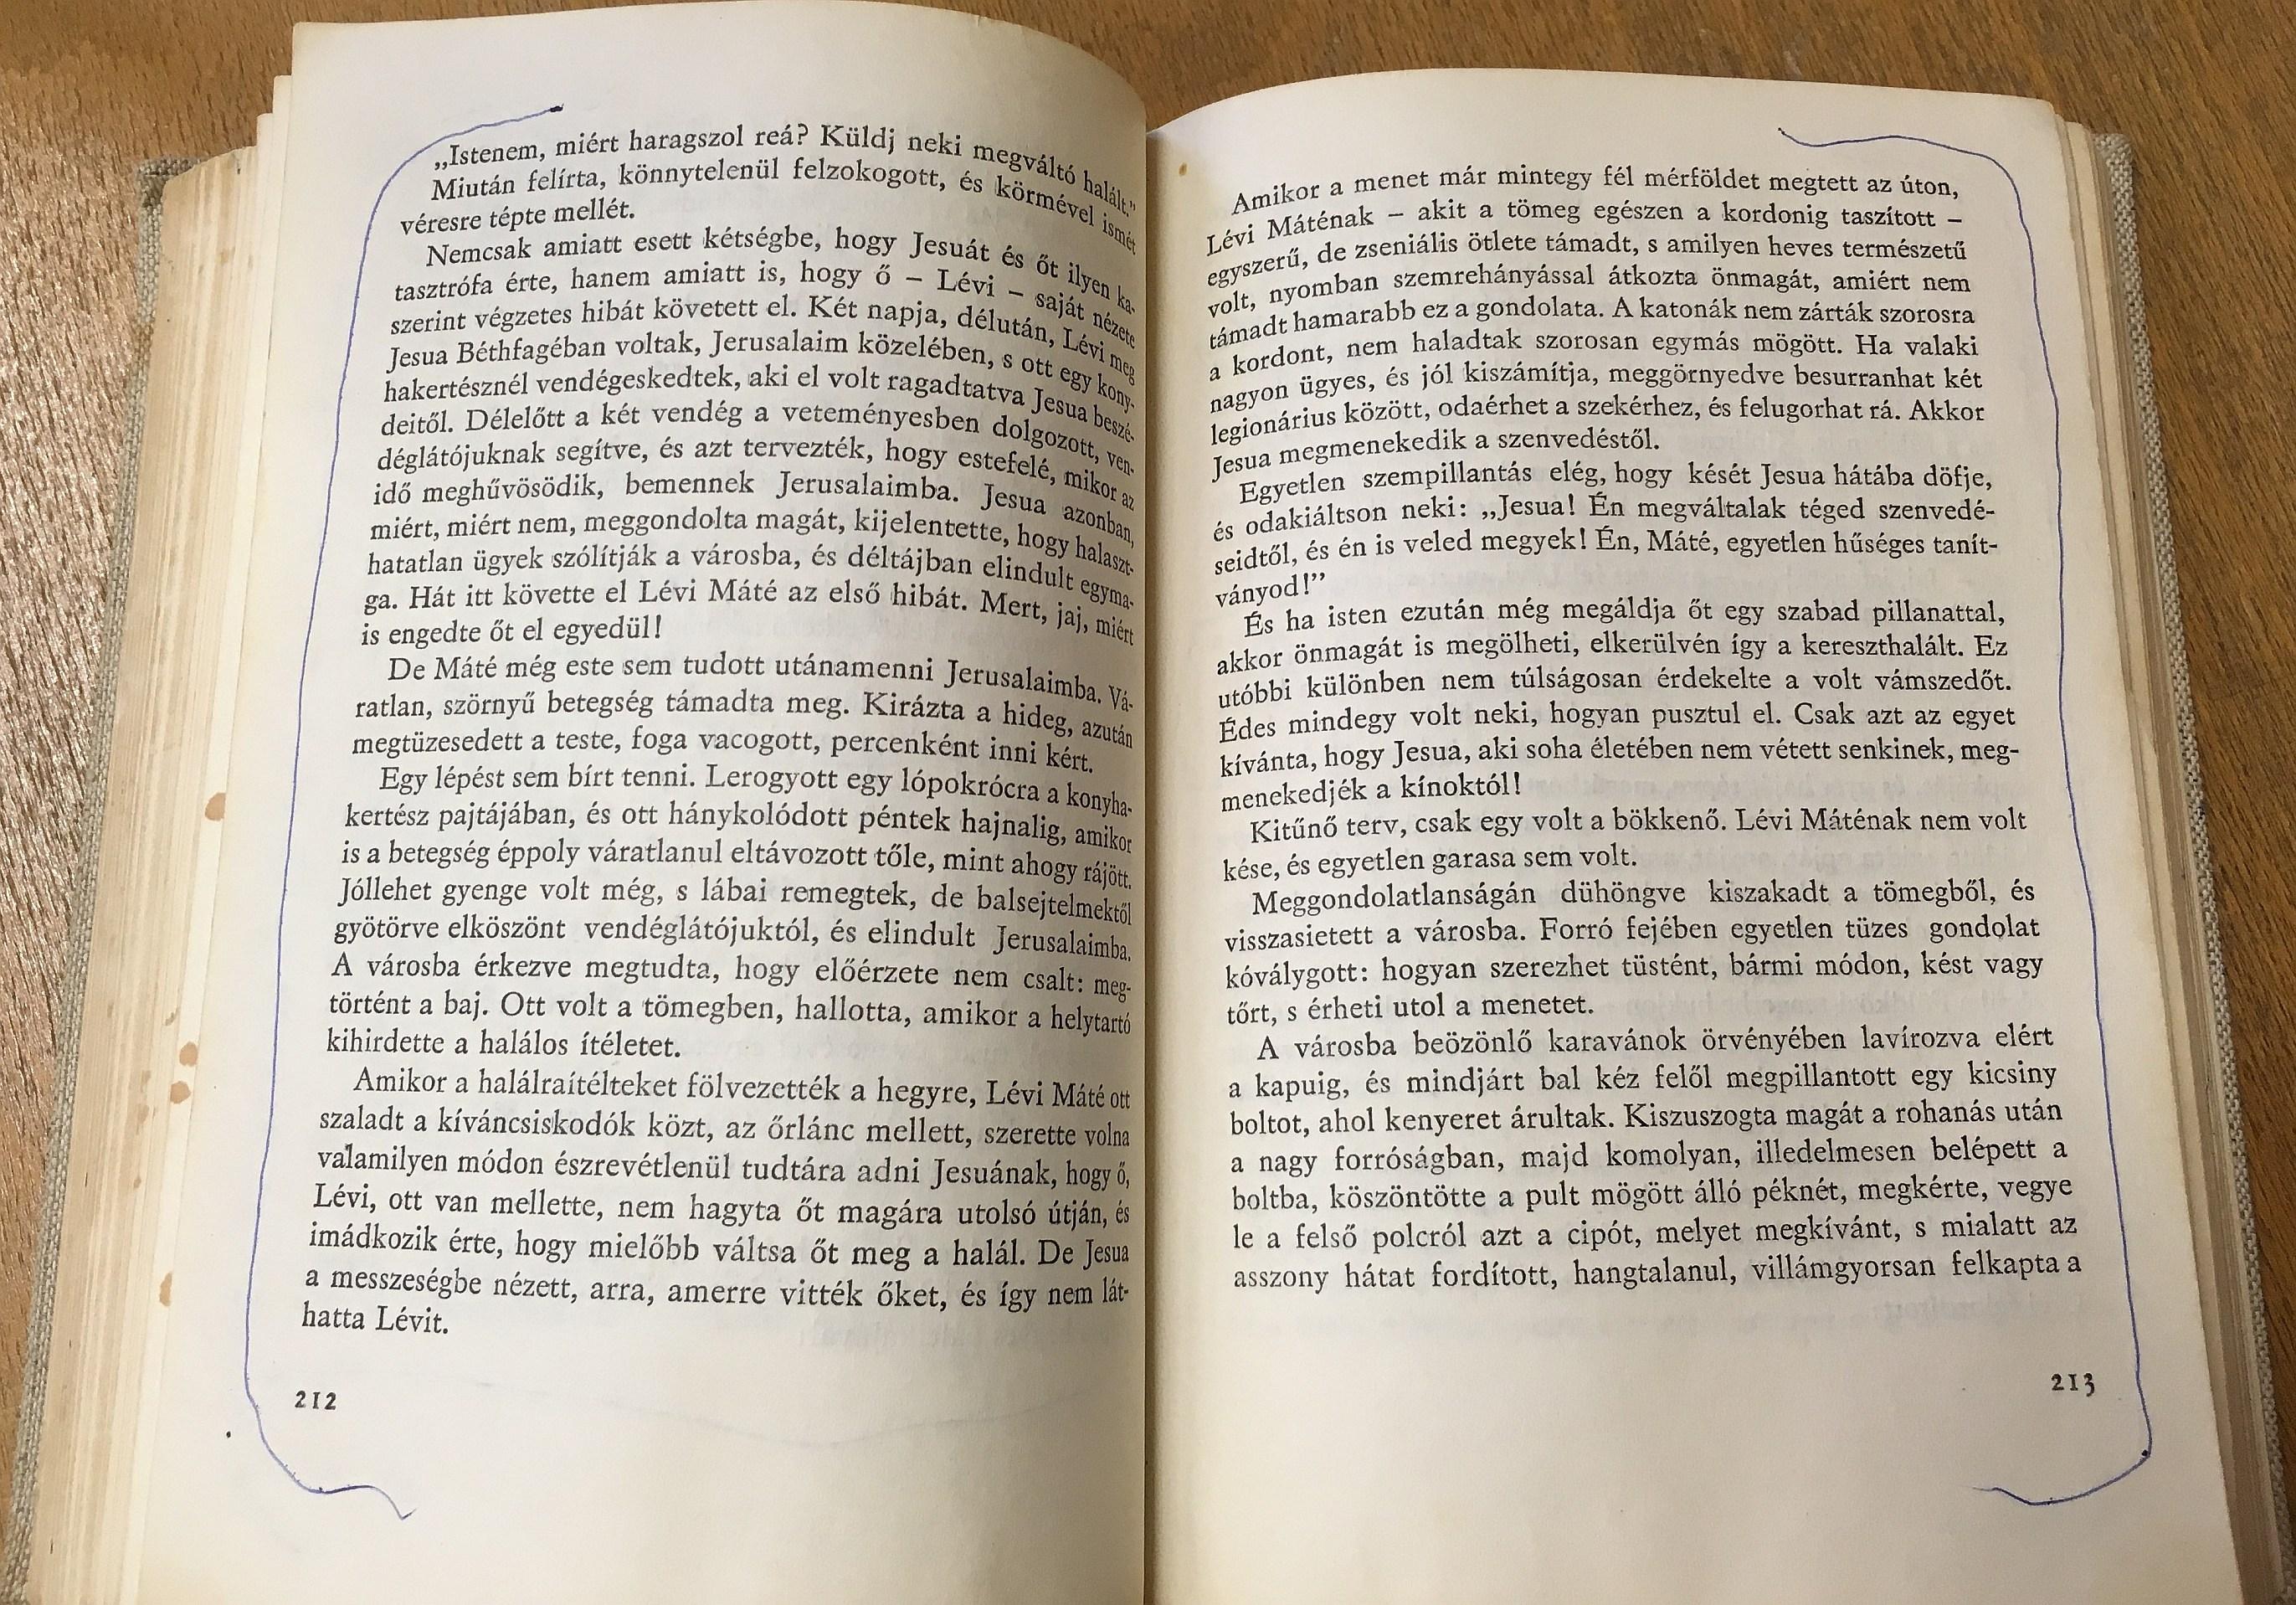 „Istenem, miért haragszol reá? Küldj neki megváltó halált."
Miután felírta, könnytelenül felzokogott, és körmével ismét
véresre tépte mellét.
Nemcsak amiatt esett kétségbe, hogy Jesuát és őt ilyen ka-
tasztrófa érte, hanem amiatt is, hogy ő – Lévi – saját nézete
szerint végzetes hibát követett el. Két napja, délután, Lévi meg
Jesua Béthfagéban voltak, Jerusalaim közelében, s ott egy kony-
hakertésznél vendégeskedtek, aki el volt ragadtatva Jesua beszé-
deitől. Délelőtt a két vendég a veteményesben dolgozott, ven-
déglátójuknak segítve, és azt tervezték, hogy estefelé, mikor az
idő meghűvösödik, bemennek Jerusalaimba. Jesua azonban,
miért, miért nem, meggondolta magát, kijelentette, hogy halaszt-
hatatlan ügyek szólítják a városba, és déltájban elindult egyma-
ga. Hát itt követte el Lévi Máté az első hibát. Mert, jaj, miért
is engedte őt el egyedül!
De Máté még este sem tudott utánamenni Jerusalaimba. Vá-
ratlan, szörnyű betegség támadta meg. Kirázta a hideg, azután
megtüzesedett a teste, foga vacogott, percenként inni kért.
Egy lépést sem bírt tenni. Lerogyott egy lópokrócra a konyha-
kertész pajtájában, és ott hánykolódott péntek hajnalig, amikor
is a betegség éppoly váratlanul eltávozott tőle, mint ahogy rájött.
Jóllehet gyenge volt még, s lábai remegtek, de balsejtelmektől
gyötörve elköszönt vendéglátójuktól, és elindult Jerusalaimba.
A városba érkezve megtudta, hogy előérzete nem csalt: meg-
történt a baj. Ott volt a tömegben, hallotta, amikor a helytartó
kihirdette a halálos ítéletet.
Amikor a halálraítélteket fölvezették a hegyre, Lévi Máté ott
szaladt a kíváncsiskodók közt, az őrlánc mellett, szerette volna
valamilyen módon észrevétlenül tudtára adni Jesuának, hogy ő,
Lévi, ott van mellette, nem hagyta őt magára utolsó útján, és
imádkozik érte, hogy mielőbb váltsa őt meg a halál. De Jesua
a messzeségbe nézett, arra, amerre vitték őket, és így nem lát-
hatta Lévit.
212
Amikor a menet már mintegy fél mérföldet megtett az úton,
Lévi Máténak – akit a tömeg egészen a kordonig taszított –
egyszerű, de zseniális ötlete támadt, s amilyen heves természetű
volt, nyomban szemrehányással átkozta önmagát, amiért nem
támadt hamarabb ez a gondolata. A katonák nem zárták szorosra
a kordont, nem haladtak szorosan egymás mögött. Ha valaki
nagyon ügyes, és jól kiszámítja, meggörnyedve besurranhat két
legionárius között, odaérhet a szekérhez, és felugorhat rá. Akkor
Jesua megmenekedik a szenvedéstől.
Egyetlen szempillantás elég, hogy kését Jesua hátába döfje,
és odakiáltson neki: „Jesua! Én megváltalak téged szenvedé-
seidtől, és én is veled megyek! Én, Máté, egyetlen hűséges tanít-
ványod!"
És ha isten ezután még megáldja őt egy szabad pillanattal,
akkor önmagát is megölheti, elkerülvén így a kereszthalált. Ez
utóbbi különben nem túlságosan érdekelte a volt vámszedőt.
Édes mindegy volt neki, hogyan pusztul el. Csak azt az egyet
kívánta, hogy Jesua, aki soha életében nem vétett senkinek, meg-
menekedjék a kínoktól!
Kitűnő terv, csak egy volt a bökkenő. Lévi Máténak nem volt
kése, és egyetlen garasa sem volt.
Meggondolatlanságán dühöngve kiszakadt a tömegből, és
visszasietett a városba. Forró fejében egyetlen tüzes gondolat
kóválygott: hogyan szerezhet tüstént, bármi módon, kést vagy
tőrt, s érheti utol a menetet.
A városba beözönlő karavánok örvényében lavírozva elért
a kapuig, és mindjárt bal kéz felől megpillantott egy kicsiny
boltot, ahol kenyeret árultak. Kiszuszogta magát a rohanás után
a nagy forróságban, majd komolyan, illedelmesen belépett a
boltba, köszöntötte a pult mögött álló péknét, megkérte, vegye
le a felső polcról azt a cipót, melyet megkívánt, s mialatt az
asszony hátat fordított, hangtalanul, villámgyorsan felkapta a
213